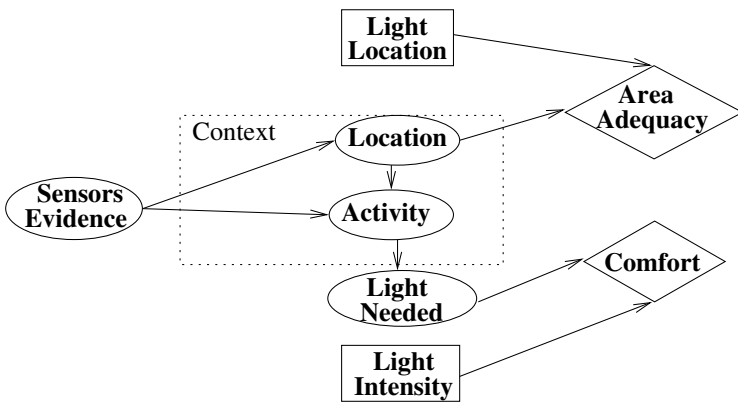 Light
Location
Area
Adequacy
Context
Location
Sensors
Evidence
Activity
Comfort
Light
Needed
Light
Intensity